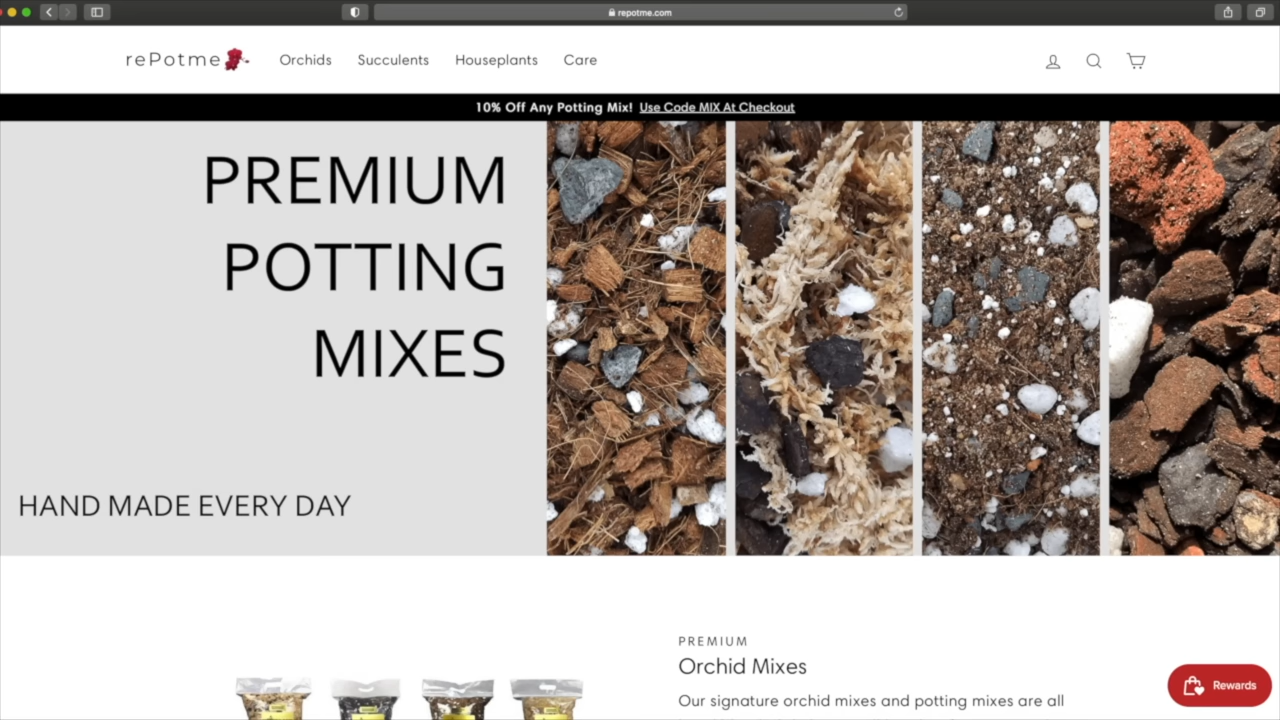 repotme.com
rePotme
Orchids Succulents Houseplants Care
10% Off Any Potting Mix! Use Code MIX At Checkout
PREMIUM
POTTING
MIXES
HAND MADE EVERY DAY
PREMIUM
Orchid Mixes
Our signature orchid mixes and potting mixes are all
Rewards